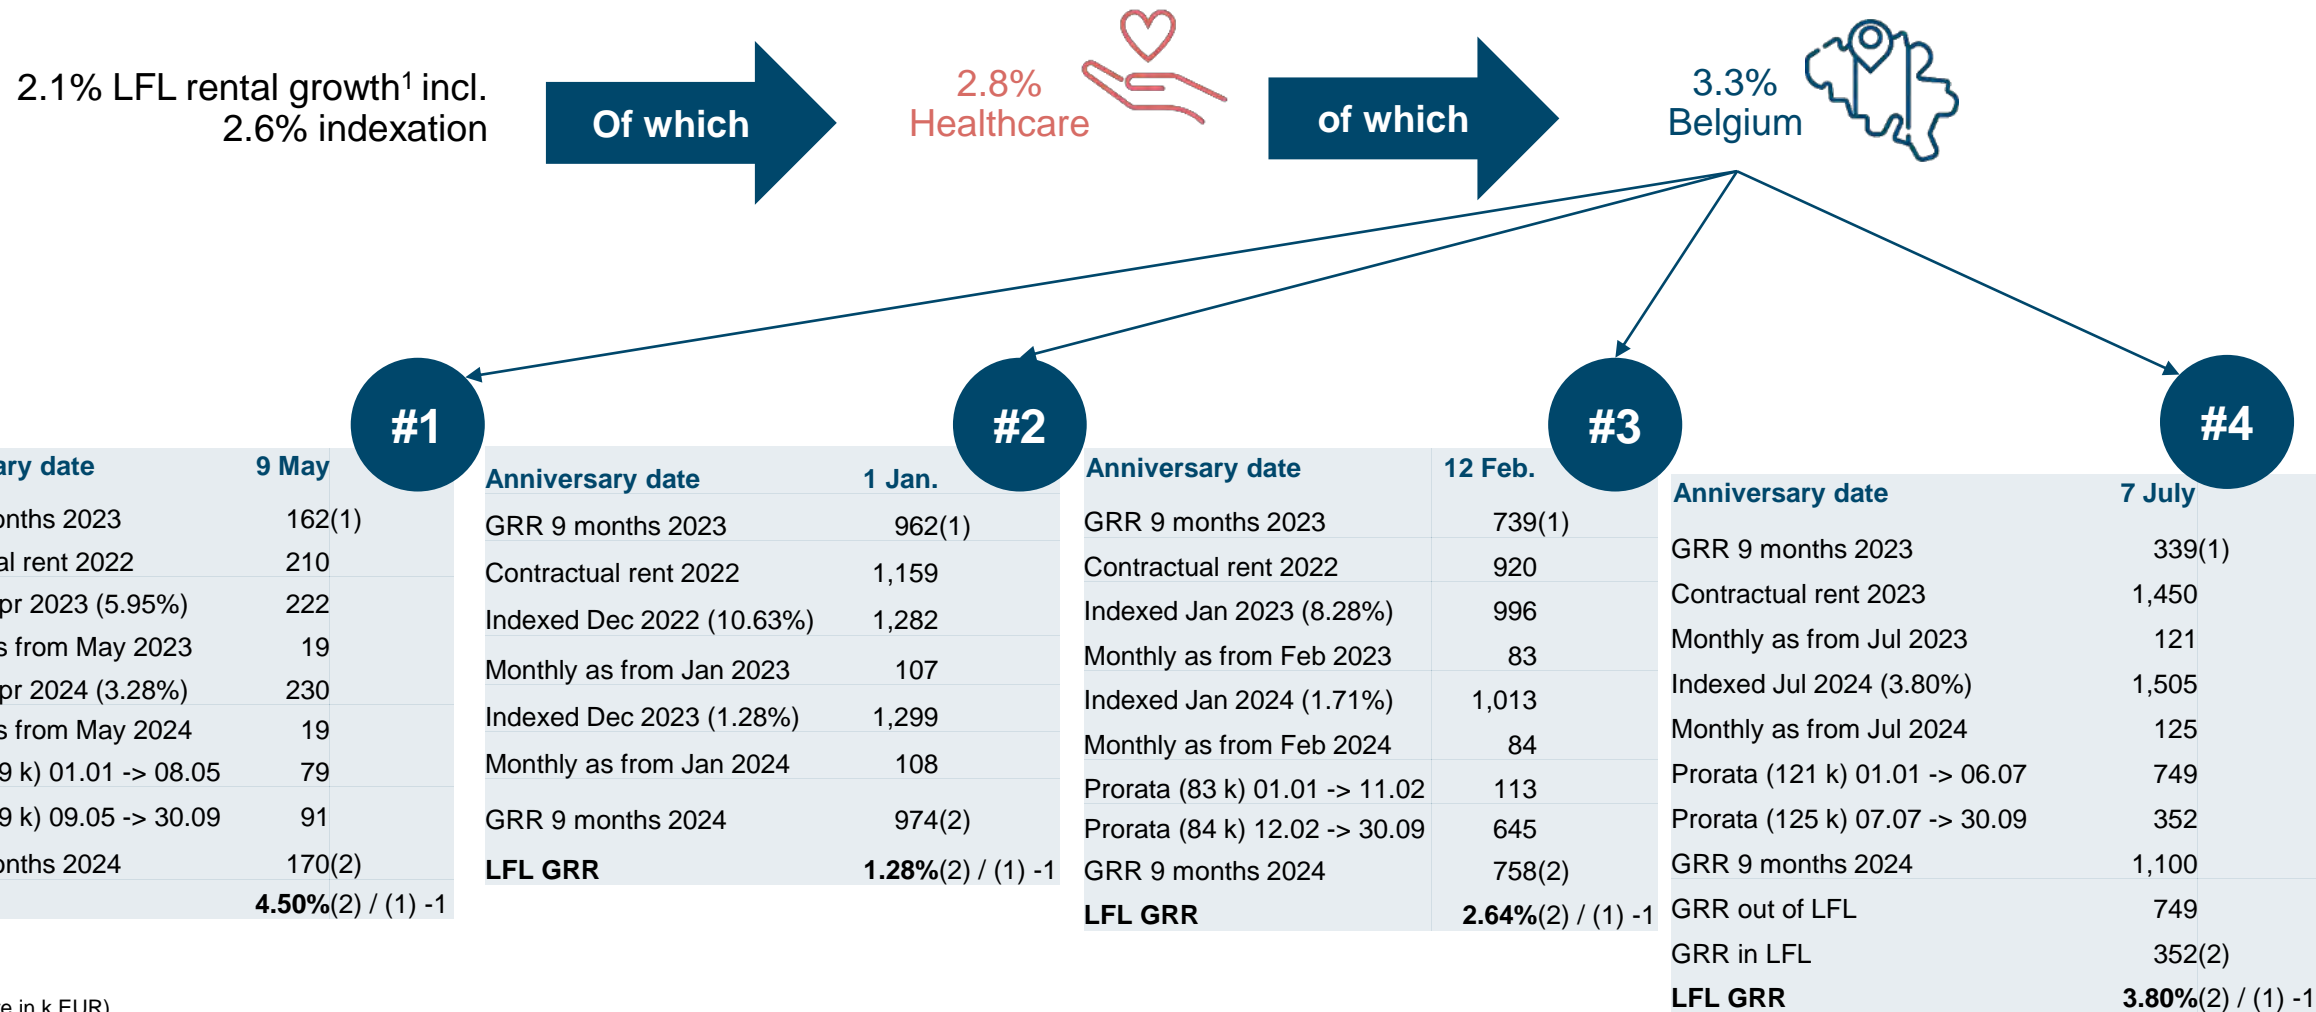 2.1% LFL rental growth¹ incl.
2.6% indexation
Of which
2.8%
Healthcare
of which
3.3%
Belgium
#1
ary date 9 May
onths 2023 162(1)
al rent 2022 210
pr 2023 (5.95%) 222
s from May 2023 19
pr 2024 (3.28%) 230
s from May 2024 19
9 k) 01.01 -> 08.05 79
9 k) 09.05 -> 30.09 91
onths 2024 170(2)
4.50%(2) / (1) -1
#2
Anniversary date 1 Jan.
GRR 9 months 2023 962(1)
Contractual rent 2022 1,159
Indexed Dec 2022 (10.63%) 1,282
Monthly as from Jan 2023 107
Indexed Dec 2023 (1.28%) 1,299
Monthly as from Jan 2024 108
GRR 9 months 2024 974(2)
LFL GRR 1.28%(2) / (1) -1
#3
Anniversary date 12 Feb.
GRR 9 months 2023 739(1)
Contractual rent 2022 920
Indexed Jan 2023 (8.28%) 996
Monthly as from Feb 2023 83
Indexed Jan 2024 (1.71%) 1,013
Monthly as from Feb 2024 84
Prorata (83 k) 01.01 -> 11.02 113
Prorata (84 k) 12.02 -> 30.09 645
GRR 9 months 2024 758(2)
LFL GRR 2.64%(2) / (1) -1
#4
Anniversary date 7 July
GRR 9 months 2023 339(1)
Contractual rent 2023 1,450
Monthly as from Jul 2023 121
Indexed Jul 2024 (3.80%) 1,505
Monthly as from Jul 2024 125
Prorata (121 k) 01.01 -> 06.07 749
Prorata (125 k) 07.07 -> 30.09 352
GRR 9 months 2024 1,100
GRR out of LFL 749
GRR in LFL 352(2)
LFL GRR 3.80%(2) / (1) -1
e in k EUR)